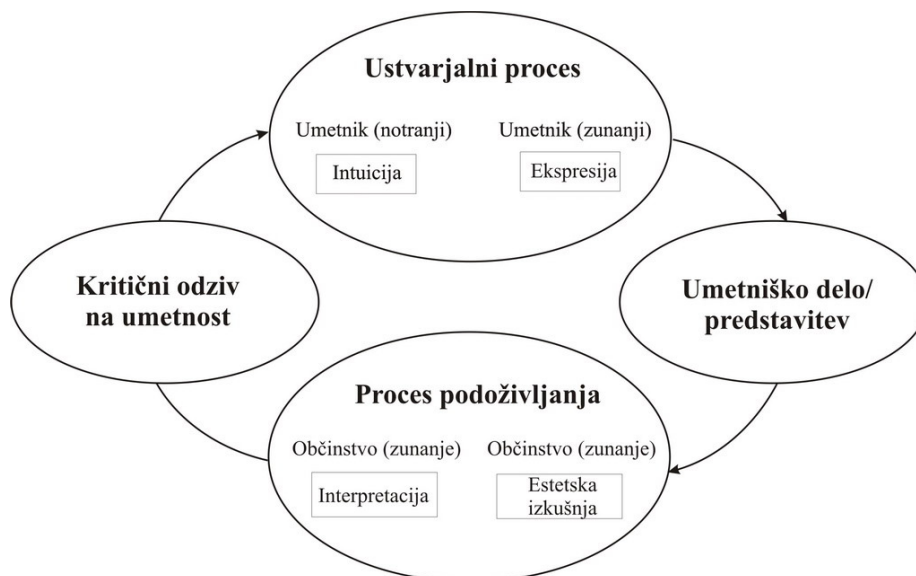 Ustvarjalni proces
Umetnik (notranji) Umetnik (zunanji)
Intuicija Ekspresija
Kritični odziv
na umetnost
Umetniško delo/
predstavitev
Proces podoživljanja
Občinstvo (zunanje) Občinstvo (zunanje)
Interpretacija
Estetska
izkušnja